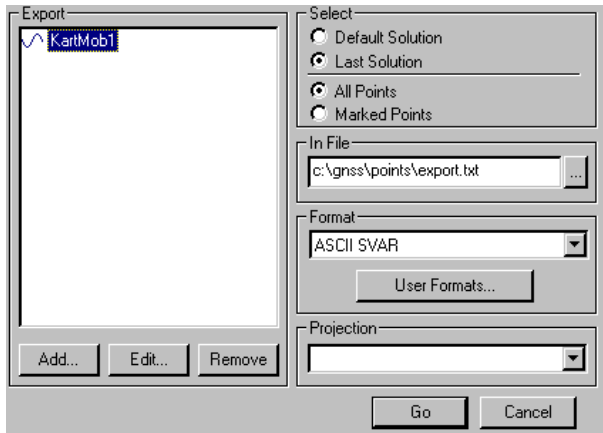 Export
KartMob1
Add...
Edit...
Remove
Select
Default Solution
Last Solution
All Points
Marked Points
In File
c:\gnss\points\export.txt
...
Format
ASCII SVAR
User Formats...
Projection
Go
Cancel